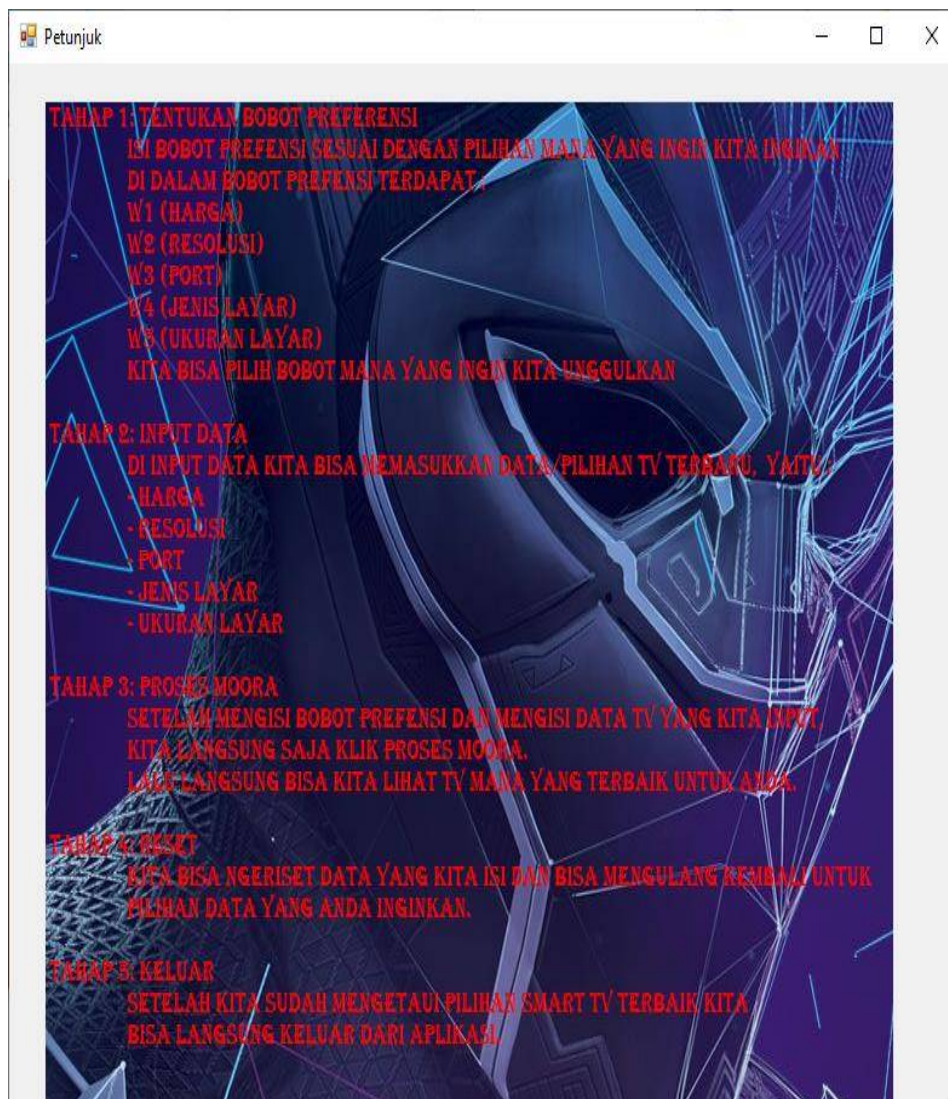 Petunjuk
TAHAP 1: TENTUKAN BOBOT PREFERENSI
ISI BOBOT PREFENSI SESUAI DENGAN PILIHAN MANA YANG INGIN KITA INGINKAN
DI DALAM BOBOT PREFENSI TERDAPAT :
W1 (HARGA)
W2 (RESOLUSI)
W3 (PORT)
W4 (JENIS LAYAR)
W5 (UKURAN LAYAR)
KITA BISA PILIH BOBOT MANA YANG INGIN KITA UNGGULKAN
TAHAP 2: INPUT DATA
DI INPUT DATA KITA BISA MEMASUKKAN DATA/PILIHAN TV TERBARU, YAITU :
- HARGA
- RESOLUSI
- PORT
- JENIS LAYAR
- UKURAN LAYAR
TAHAP 3: PROSES MOORA
SETELAH MENGISI BOBOT PREFENSI DAN MENGISI DATA TV YANG KITA INPUT,
KITA LANGSUNG SAJA KLIK PROSES MOORA.
LALU LANGSUNG BISA KITA LIHAT TV MANA YANG TERBAIK UNTUK ANDA.
TAHAP 4: RESET
KITA BISA NGERISET DATA YANG KITA ISI DAN BISA MENGULANG KEMBALI UNTUK
PILIHAN DATA YANG ANDA INGINKAN.
TAHAP 5: KELUAR
SETELAH KITA SUDAH MENGETAUI PILIHAN SMART TV TERBAIK KITA
BISA LANGSUNG KELUAR DARI APLIKASI.